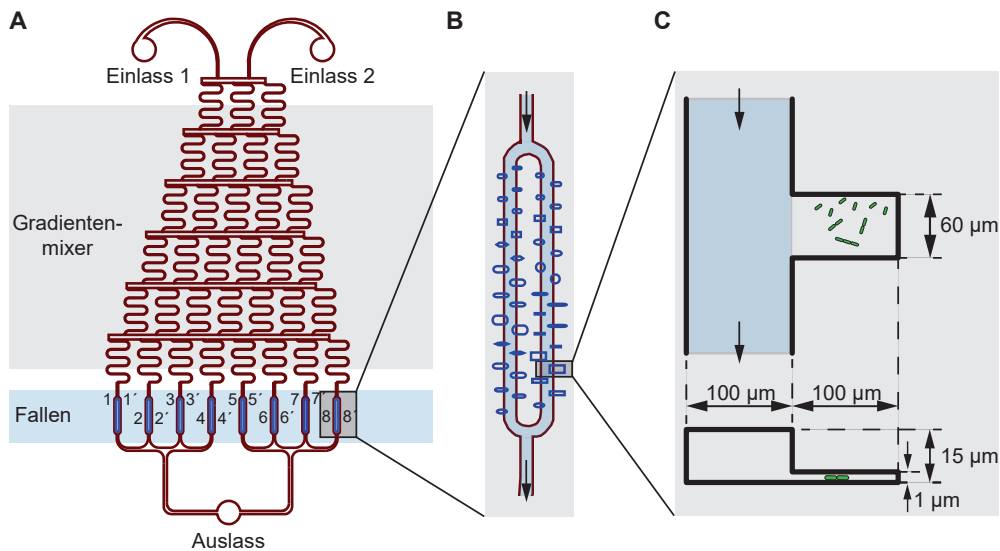 A
B
C
Einlass 1
Einlass 2
Gradienten-
mixer
Fallen
1 1´ 3 3´ 5 5´ 7 7´
2 2´ 4 4´ 6 6´ 8 8´
Auslass
60 µm
100 µm
100 µm
15 µm
1 µm